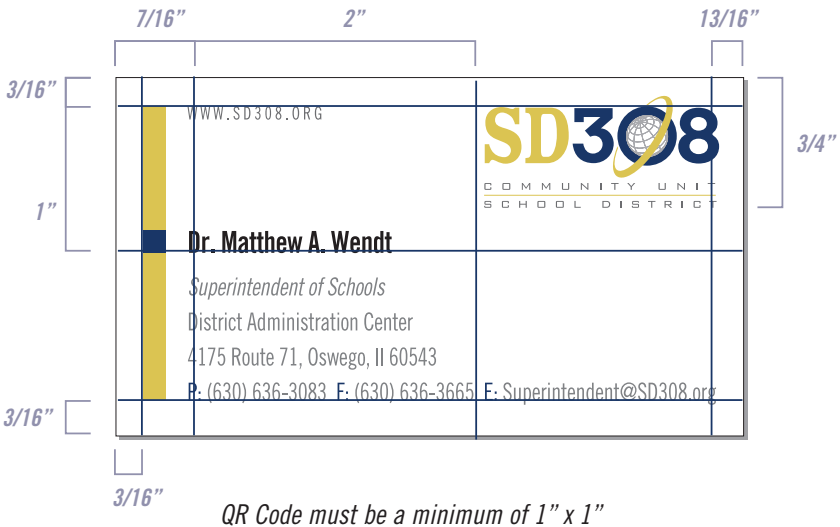 7/16” 2” 13/16”
3/16”
WWW.SD308.ORG
SD308
3/4”
COMMUNITY UNIT
SCHOOL DISTRICT
1”
Dr. Matthew A. Wendt
Superintendent of Schools
District Administration Center
4175 Route 71, Oswego, Il 60543
P: (630) 636-3083 F: (630) 636-3665 E: Superintendent@SD308.org
3/16”
3/16”
QR Code must be a minimum of 1” x 1”